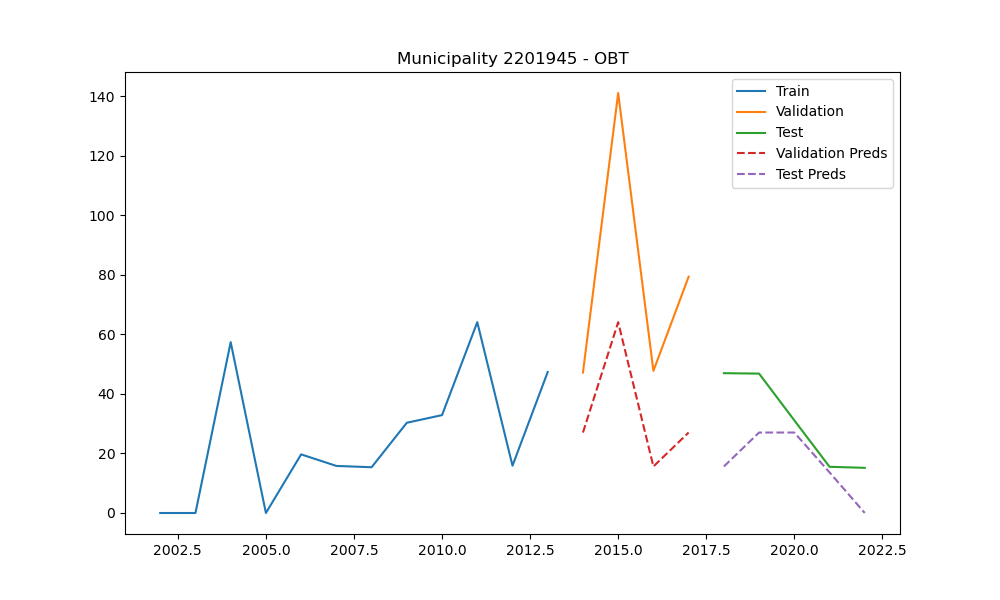 Municipality 2201945 - OBT
Train
Validation
Test
Validation Preds
Test Preds
140
120
100
80
60
40
20
0
2002.5 2005.0 2007.5 2010.0 2012.5 2015.0 2017.5 2020.0 2022.5